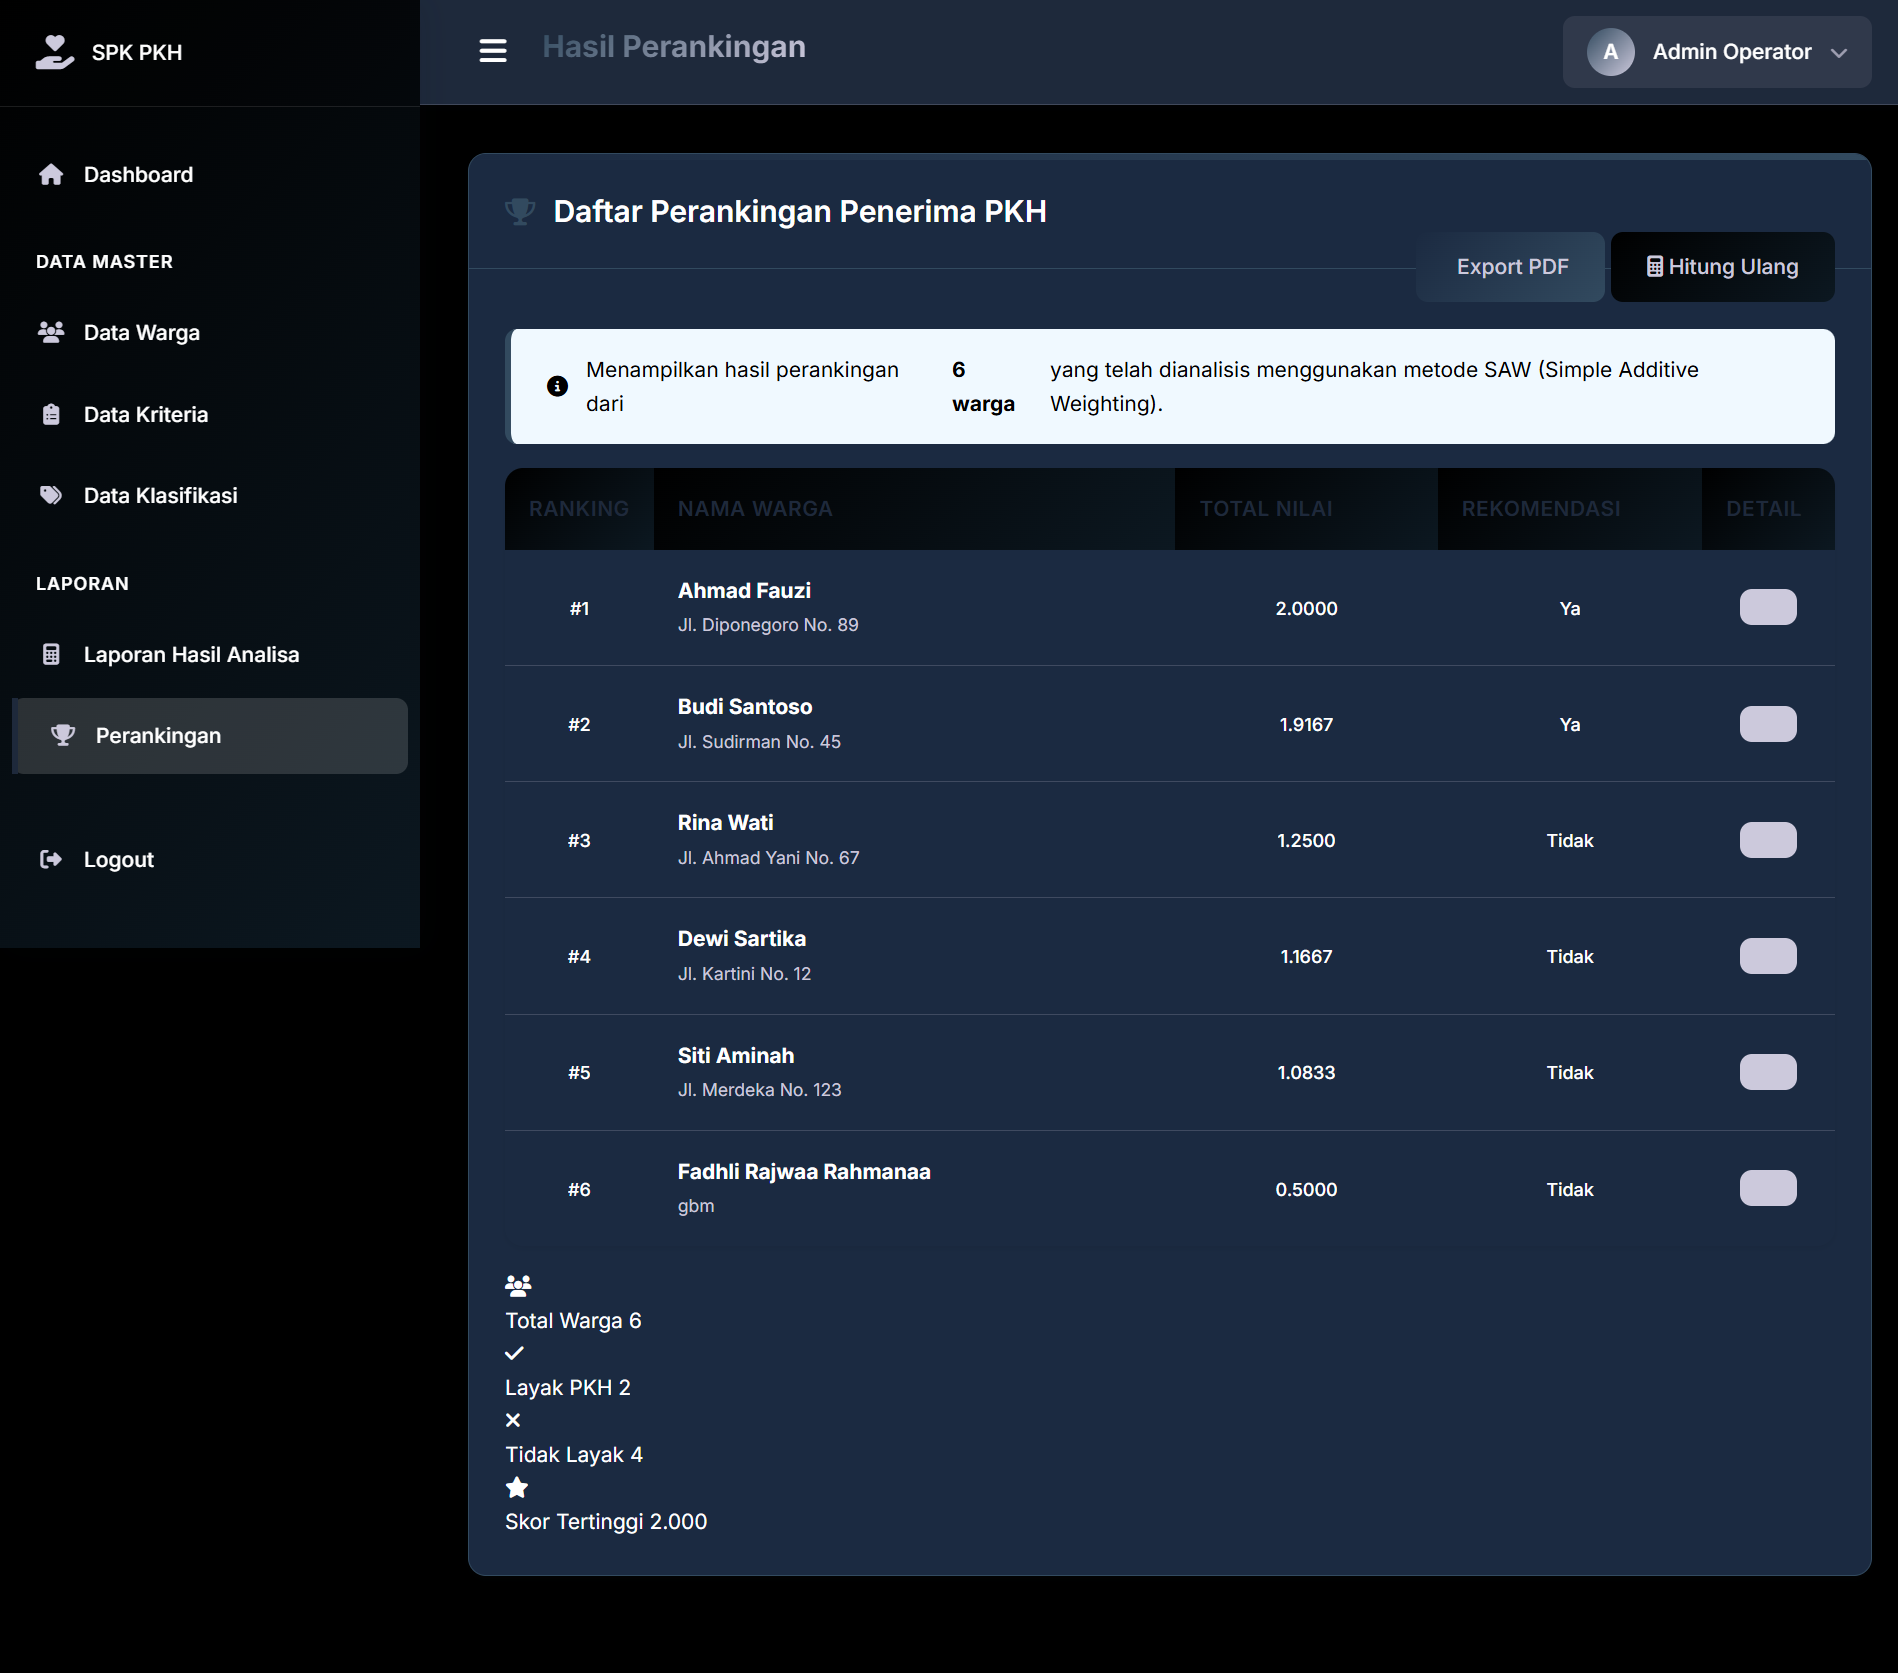 SPK PKH
Dashboard
DATA MASTER
Data Warga
Data Kriteria
Data Klasifikasi
LAPORAN
Laporan Hasil Analisa
Perankingan
Logout
Hasil Perankingan
A Admin Operator
Daftar Perankingan Penerima PKH
Export PDF
Hitung Ulang
Menampilkan hasil perankingan dari
6 warga
yang telah dianalisis menggunakan metode SAW (Simple Additive
Weighting).
RANKING NAMA WARGA TOTAL NILAI REKOMENDASI DETAIL
#1 Ahmad Fauzi 2.0000 Ya
Jl. Diponegoro No. 89
#2 Budi Santoso 1.9167 Ya
Jl. Sudirman No. 45
#3 Rina Wati 1.2500 Tidak
Jl. Ahmad Yani No. 67
#4 Dewi Sartika 1.1667 Tidak
Jl. Kartini No. 12
#5 Siti Aminah 1.0833 Tidak
Jl. Merdeka No. 123
#6 Fadhli Rajwaa Rahmanaa 0.5000 Tidak
gbm
Total Warga 6
Layak PKH 2
Tidak Layak 4
Skor Tertinggi 2.000